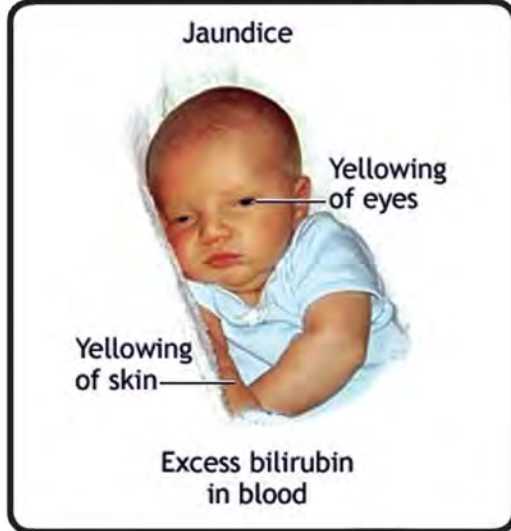 Jaundice
Yellowing
of eyes
Yellowing
of skin
Excess bilirubin
in blood